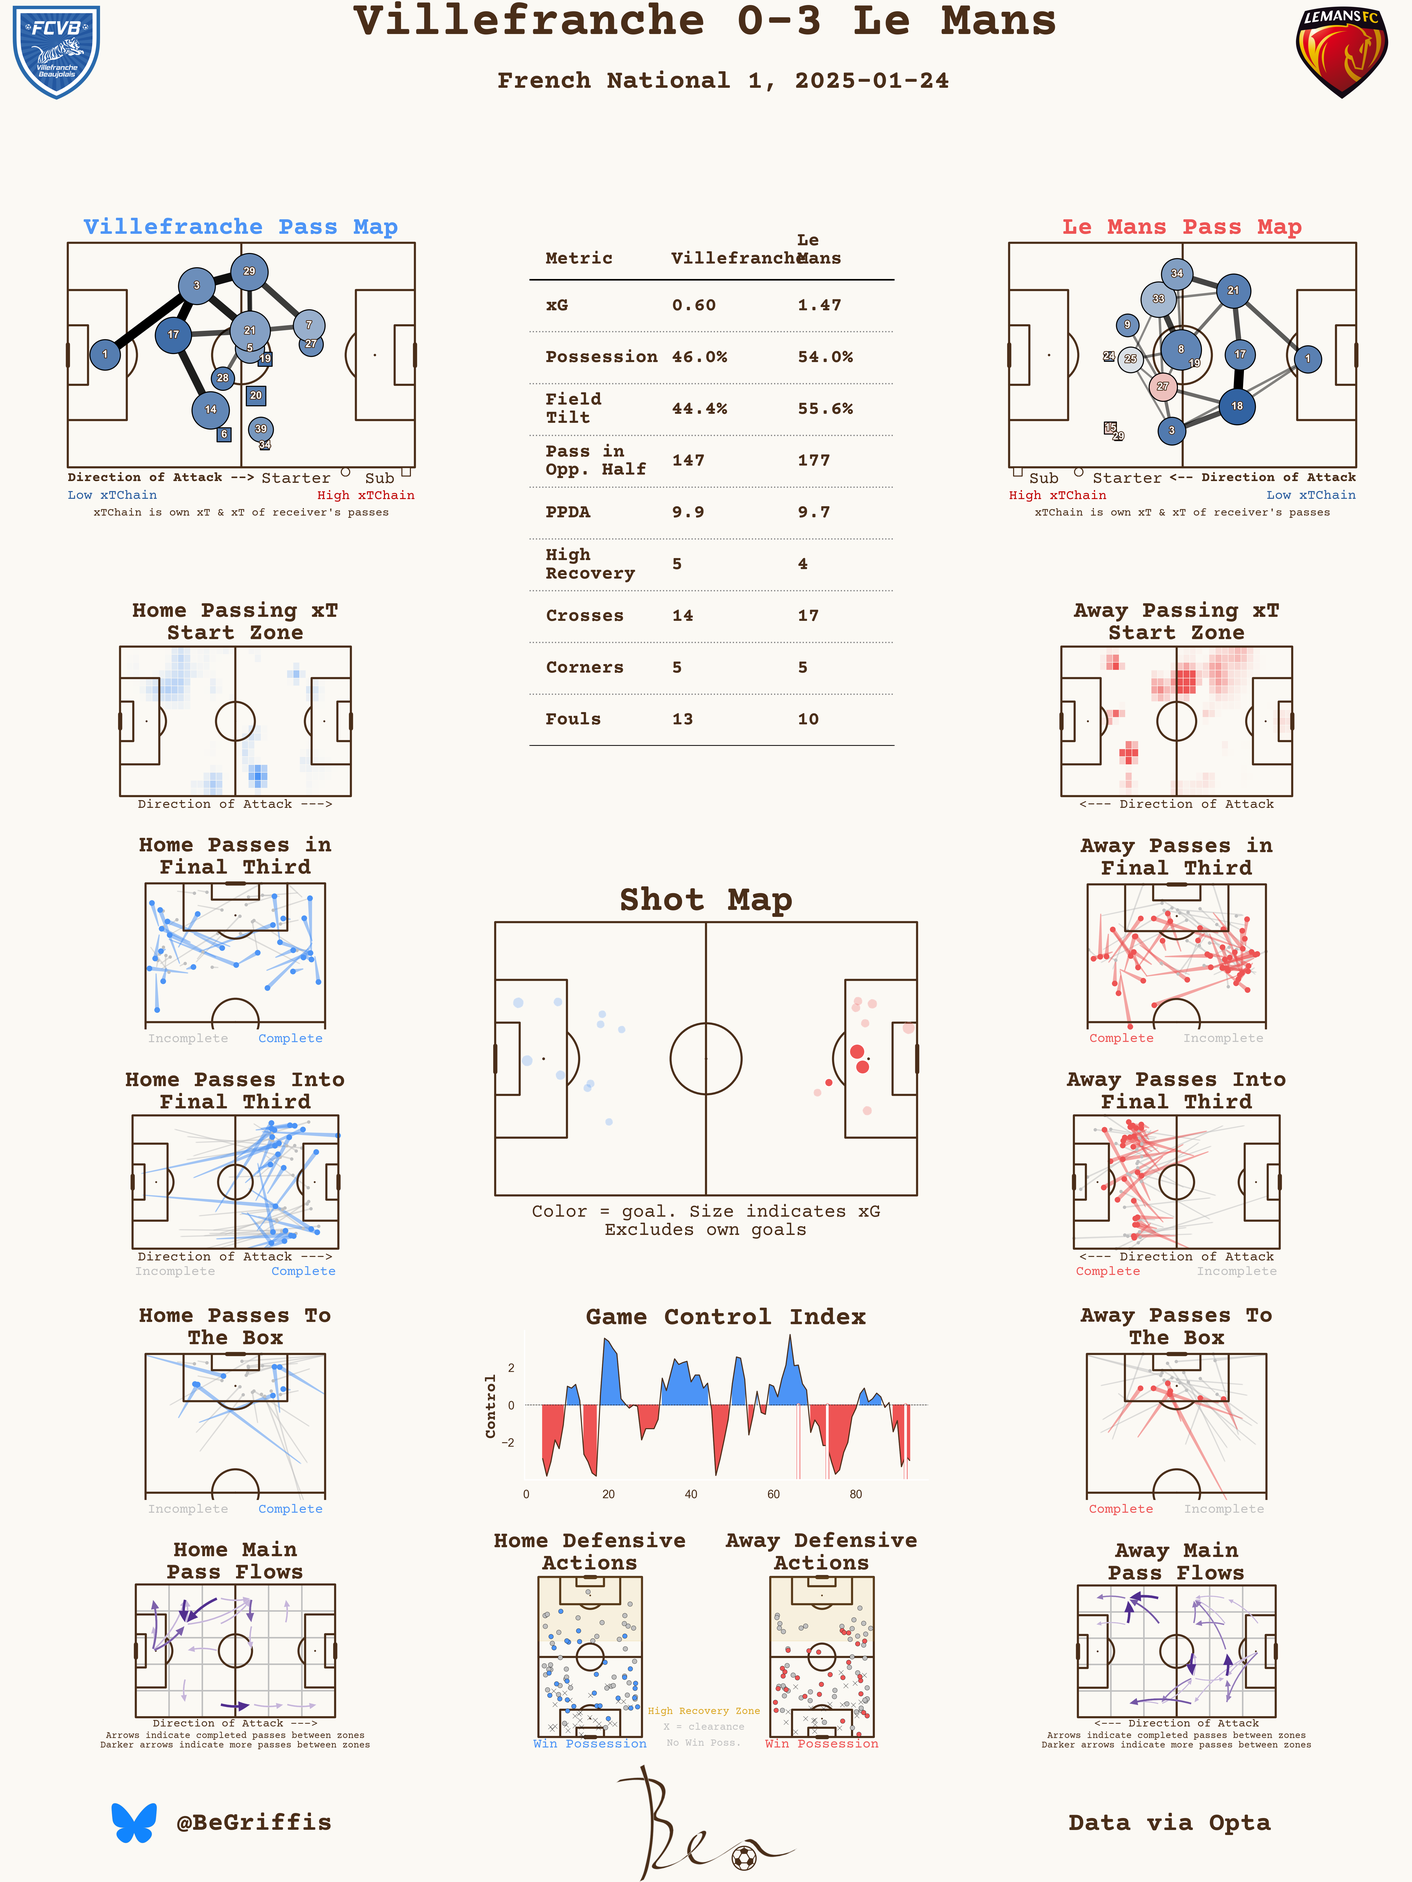 Villefranche 0-3 Le Mans
French National 1, 2025-01-24
FCVB
Villefranche
Beaujolais
LEMANSFC
Villefranche Pass Map
3
29
1
17
21
7
5
27
19
28
20
14
6
39
34
Direction of Attack --> Starter Sub
Low xTChain High xTChain
xTChain is own xT & xT of receiver's passes
Metric Villefranche Le Mans
xG 0.60 1.47
Possession 46.0% 54.0%
Field Tilt 44.4% 55.6%
Pass in Opp. Half 147 177
PPDA 9.9 9.7
High Recovery 5 4
Crosses 14 17
Corners 5 5
Fouls 13 10
Le Mans Pass Map
34
33
21
9
8
24
25
19
17
1
27
18
15
29
3
Sub Starter <-- Direction of Attack
High xTChain Low xTChain
xTChain is own xT & xT of receiver's passes
Home Passing xT
Start Zone
Direction of Attack --->
Away Passing xT
Start Zone
<--- Direction of Attack
Home Passes in
Final Third
Incomplete Complete
Away Passes in
Final Third
Complete Incomplete
Shot Map
Color = goal. Size indicates xG
Excludes own goals
Home Passes Into
Final Third
Direction of Attack --->
Incomplete Complete
Away Passes Into
Final Third
<--- Direction of Attack
Complete Incomplete
Home Passes To
The Box
Incomplete Complete
Game Control Index
Control
2
0
−2
0 20 40 60 80
Away Passes To
The Box
Complete Incomplete
Home Main
Pass Flows
Direction of Attack --->
Arrows indicate completed passes between zones
Darker arrows indicate more passes between zones
Home Defensive
Actions
Win Possession
Away Defensive
Actions
Win Possession
High Recovery Zone
X = clearance
No Win Poss.
Away Main
Pass Flows
<--- Direction of Attack
Arrows indicate completed passes between zones
Darker arrows indicate more passes between zones
@BeGriffis
Ben
Data via Opta